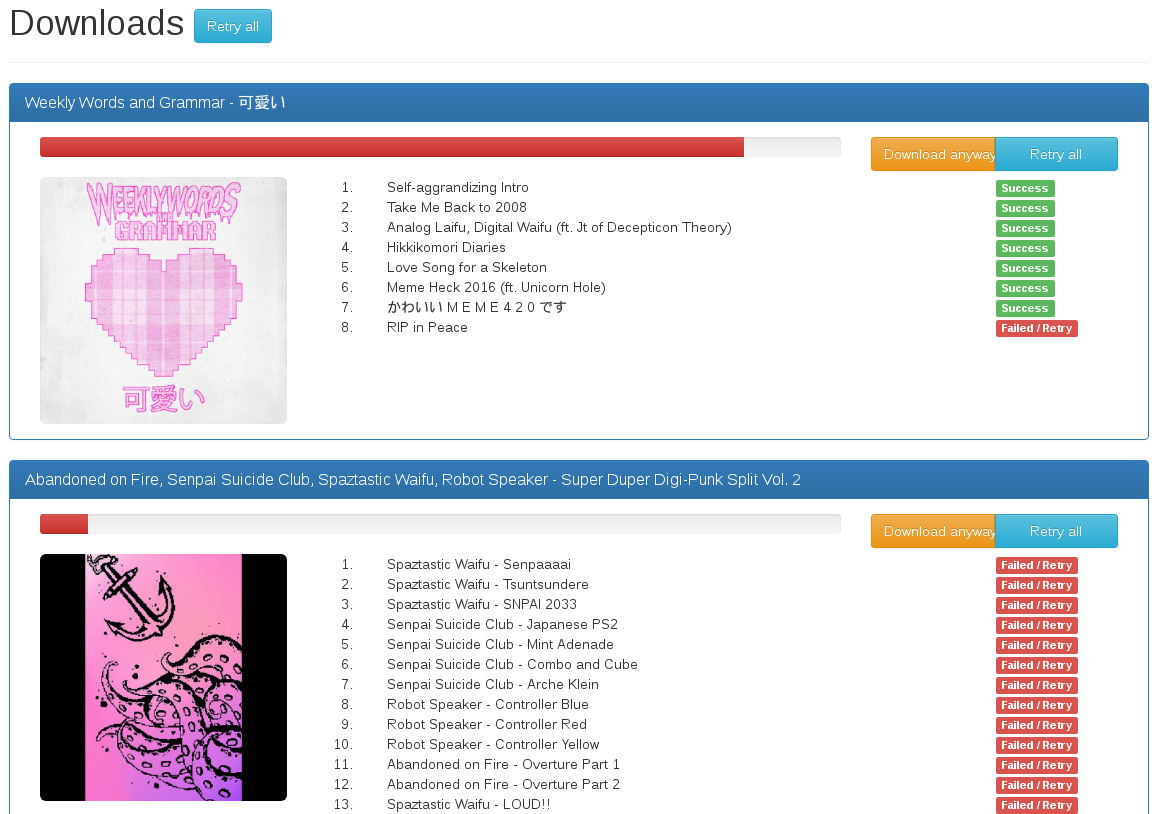 Downloads Retry all
Weekly Words and Grammar - 可愛い
Download anyway Retry all
WEEKLYWORDS
AND
GRAMMAR
可愛い
1. Self-aggrandizing Intro Success
2. Take Me Back to 2008 Success
3. Analog Laifu, Digital Waifu (ft. Jt of Decepticon Theory) Success
4. Hikkikomori Diaries Success
5. Love Song for a Skeleton Success
6. Meme Heck 2016 (ft. Unicorn Hole) Success
7. かわいい M E M E 4 2 0 です Success
8. RIP in Peace Failed / Retry
Abandoned on Fire, Senpai Suicide Club, Spaztastic Waifu, Robot Speaker - Super Duper Digi-Punk Split Vol. 2
Download anyway Retry all
1. Spaztastic Waifu - Senpaaaai Failed / Retry
2. Spaztastic Waifu - Tsuntsundere Failed / Retry
3. Spaztastic Waifu - SNPAI 2033 Failed / Retry
4. Senpai Suicide Club - Japanese PS2 Failed / Retry
5. Senpai Suicide Club - Mint Adenade Failed / Retry
6. Senpai Suicide Club - Combo and Cube Failed / Retry
7. Senpai Suicide Club - Arche Klein Failed / Retry
8. Robot Speaker - Controller Blue Failed / Retry
9. Robot Speaker - Controller Red Failed / Retry
10. Robot Speaker - Controller Yellow Failed / Retry
11. Abandoned on Fire - Overture Part 1 Failed / Retry
12. Abandoned on Fire - Overture Part 2 Failed / Retry
13. Spaztastic Waifu - LOUD!! Failed / Retry